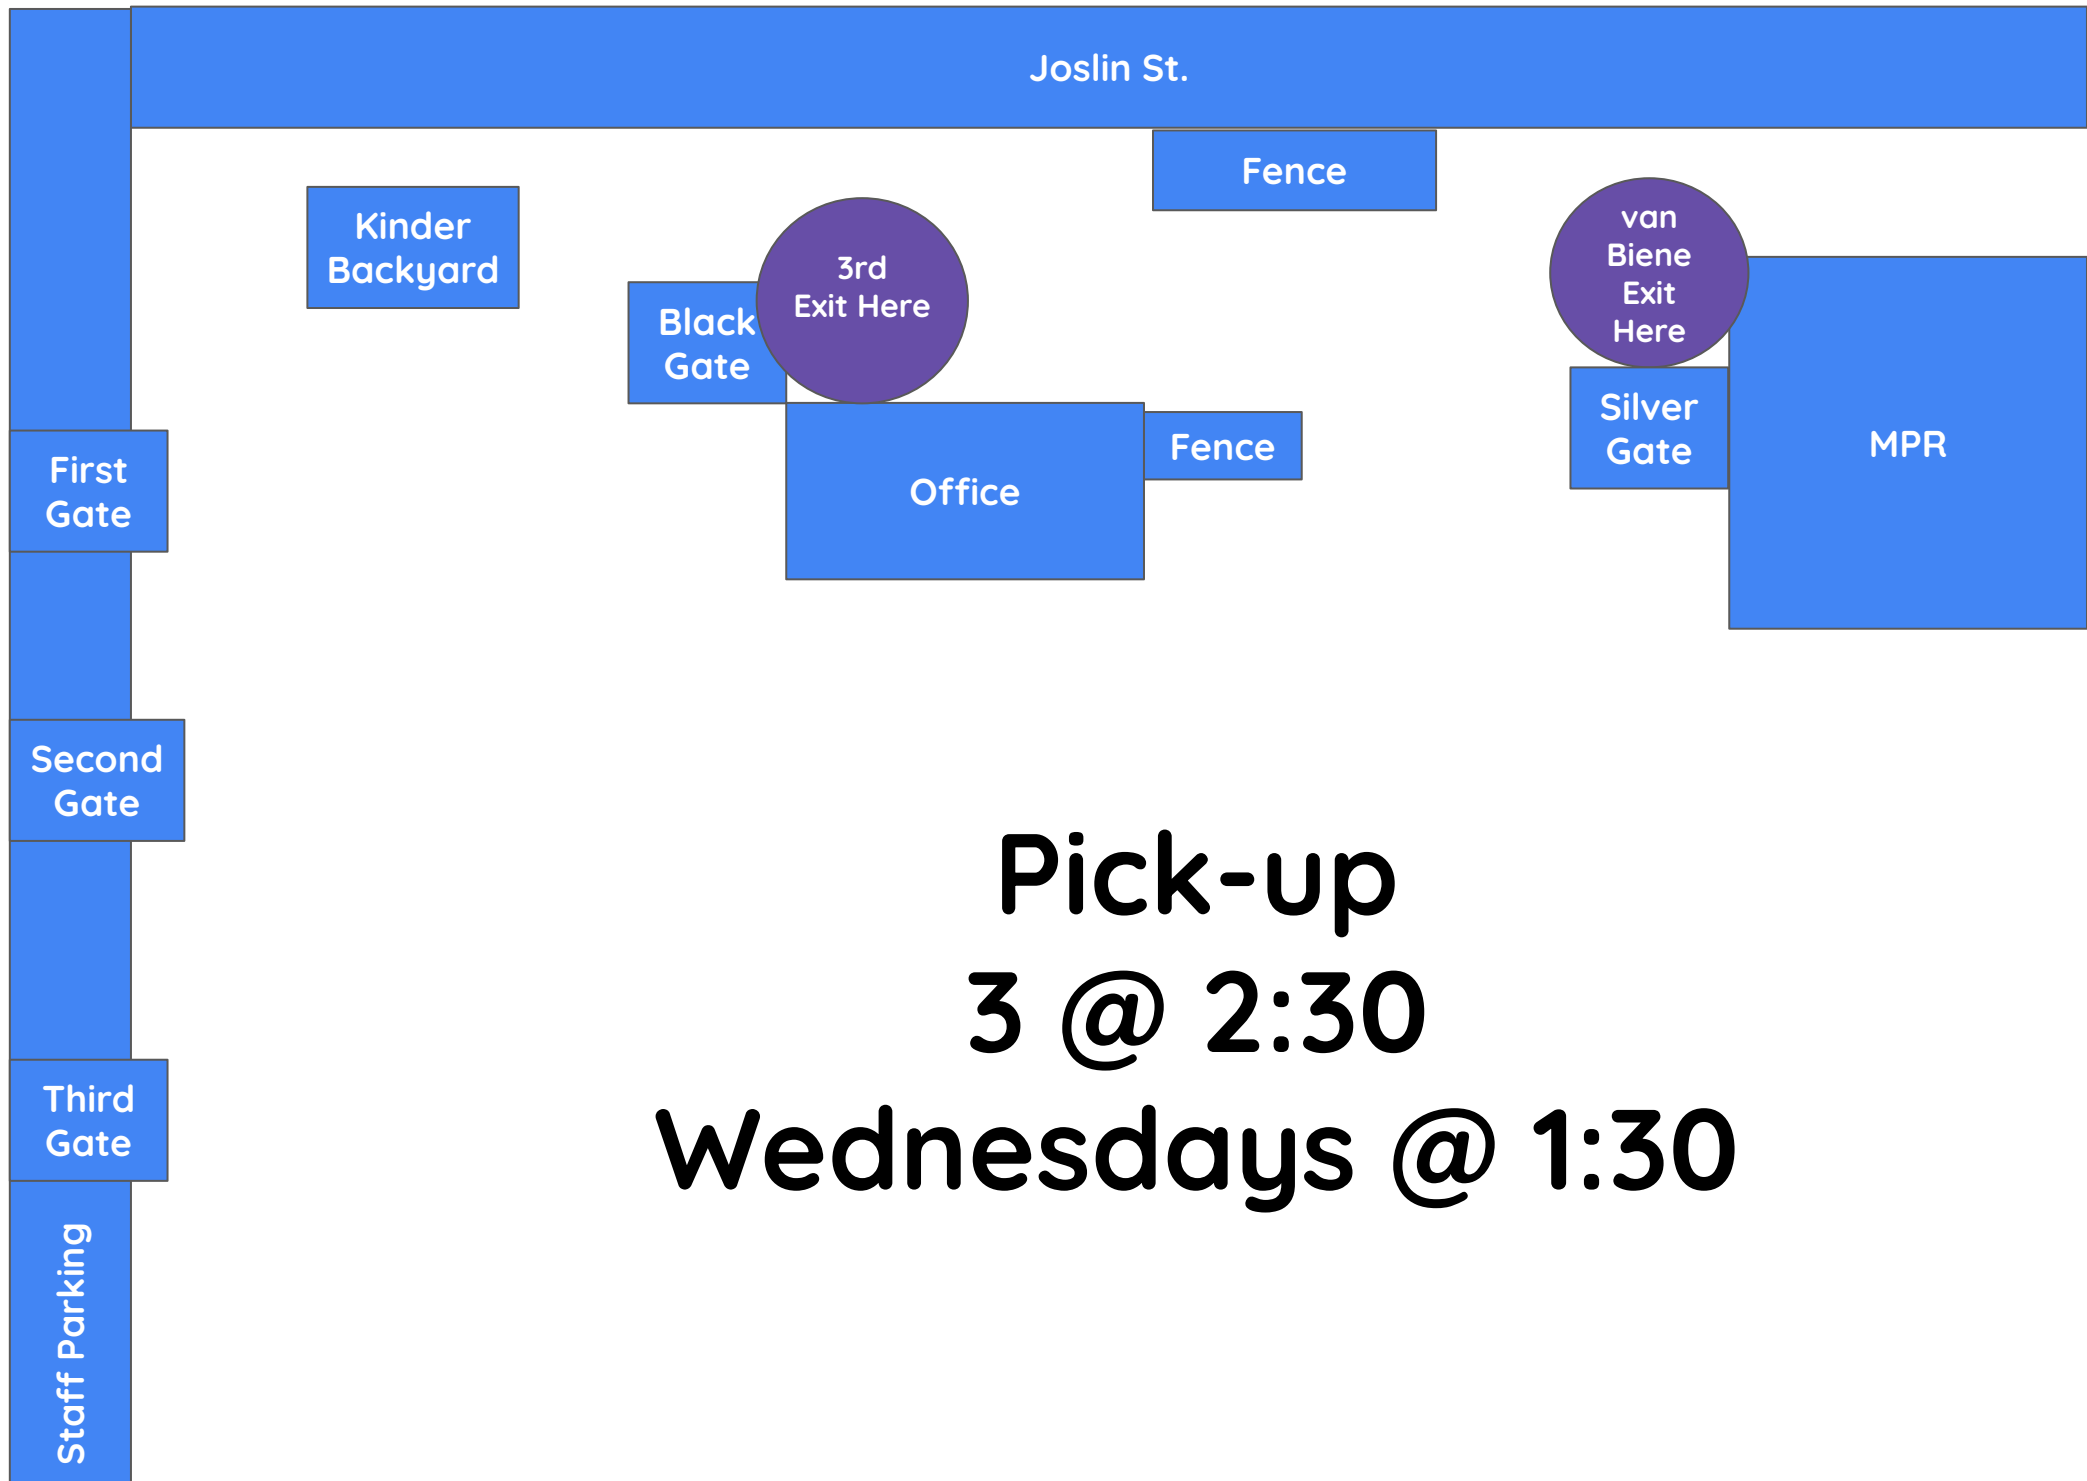 Joslin St.
Fence
Kinder
Backyard
3rd
Exit Here
van
Biene
Exit
Here
Black
Gate
Silver
Gate
Fence
Office
MPR
First
Gate
Second
Gate
Pick-up
3 @ 2:30
Wednesdays @ 1:30
Third
Gate
Staff Parking